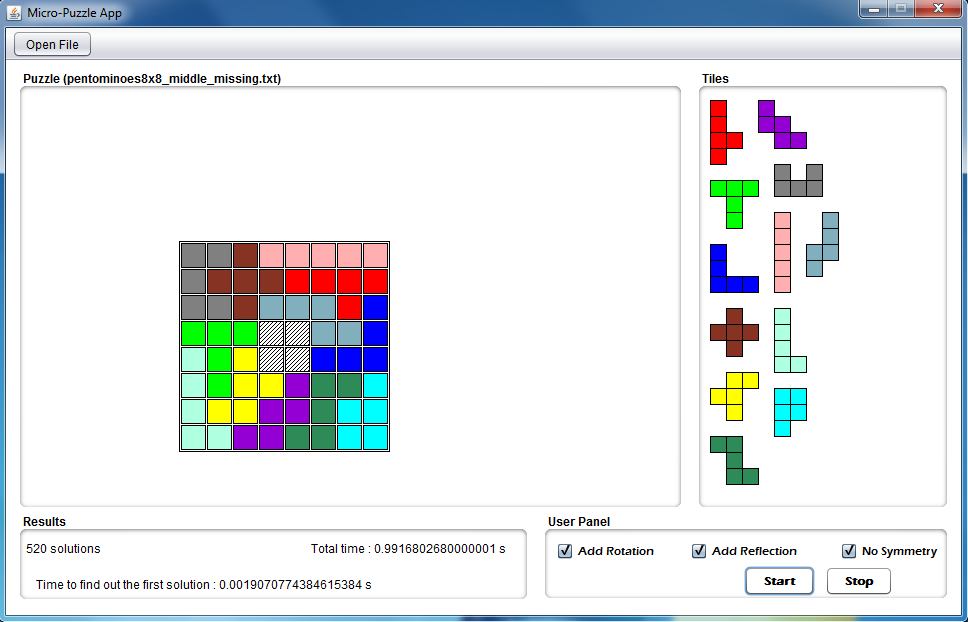 Micro-Puzzle App
Open File
Puzzle (pentominoes8x8_middle_missing.txt)
Tiles
Results
520 solutions
Total time : 0.9916802680000001 s
Time to find out the first solution : 0.0019070774384615384 s
User Panel
Add Rotation
Add Reflection
No Symmetry
Start
Stop